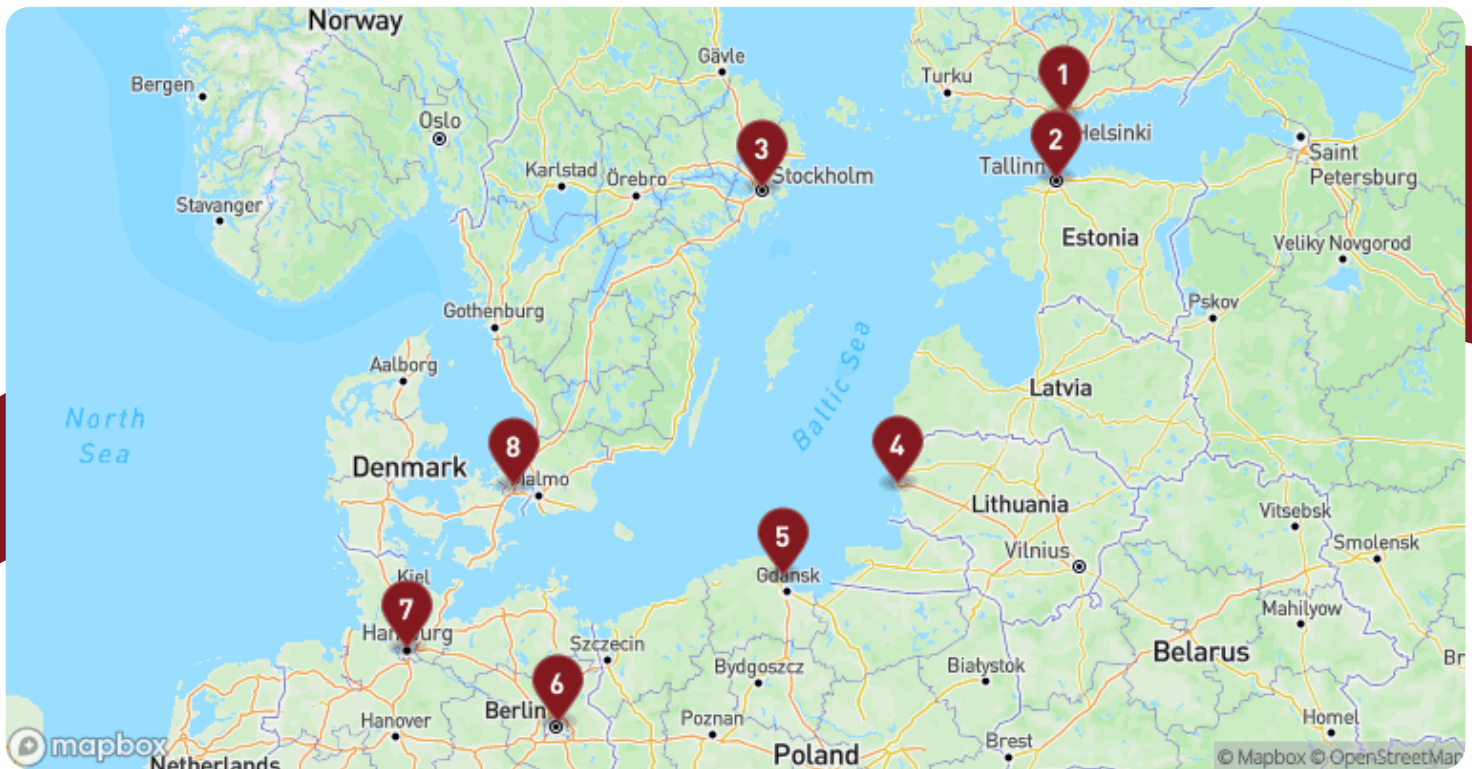 Norway
Bergen
Gävle
Turku
1
Oslo
Helsinki
2
3
Saint
Petersburg
Karlstad
Örebro
Stockholm
Tallinn
Stavanger
Estonia
Veliky Novgorod
Gothenburg
Pskov
Aalborg
Baltic Sea
Latvia
North
Sea
8
4
Denmark
Malmo
Lithuania
Vitsebsk
5
Vilnius
Smolensk
Kiel
Gdansk
7
Mahilyow
Hamburg
Szczecin
Belarus
Br
6
Bydgoszcz
Białystok
Berlin
Hanover
Poznan
Homel
mapbox
Netherlands
Poland
Brest
© Mapbox © OpenStreetMap